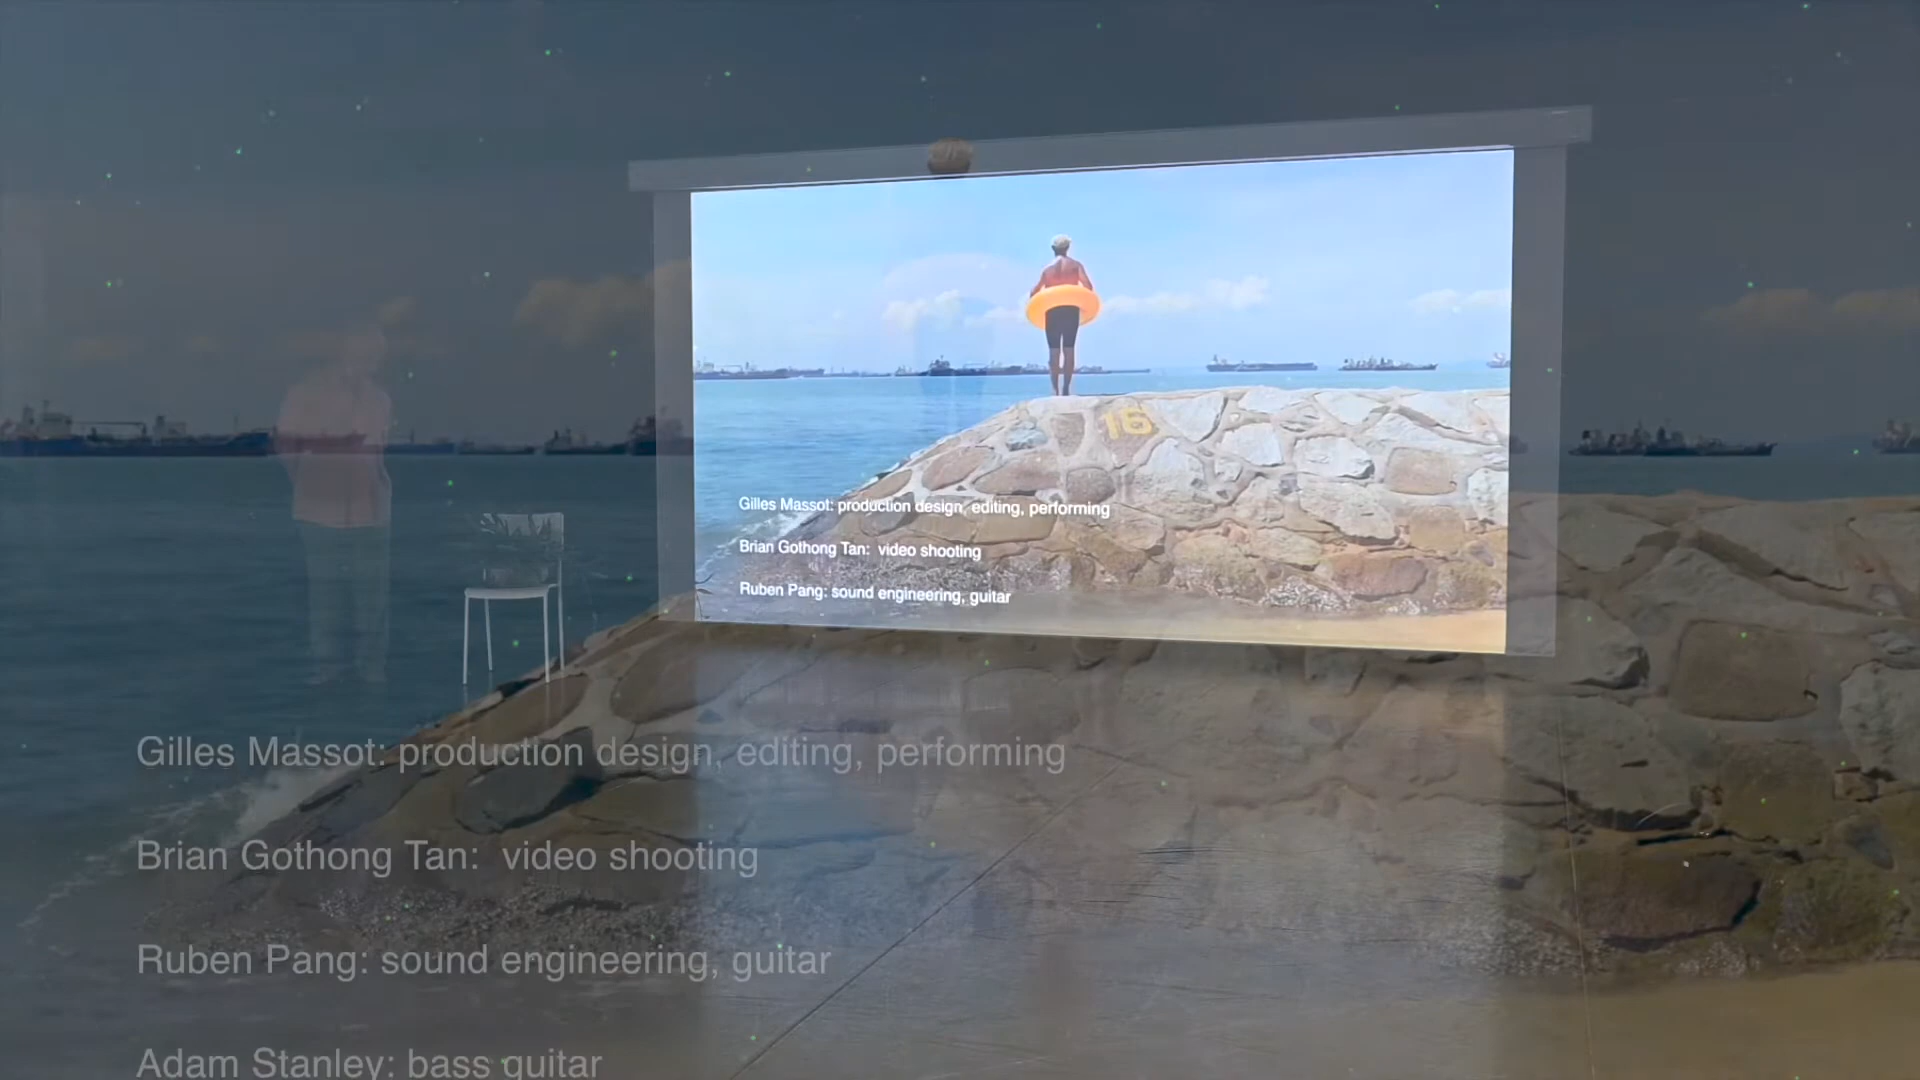 16
Gilles Massot: production design, editing, performing
Brian Gothong Tan:  video shooting
Ruben Pang: sound engineering, guitar
Gilles Massot: production design, editing, performing
Brian Gothong Tan:  video shooting
Ruben Pang: sound engineering, guitar
Adam Stanley: bass guitar